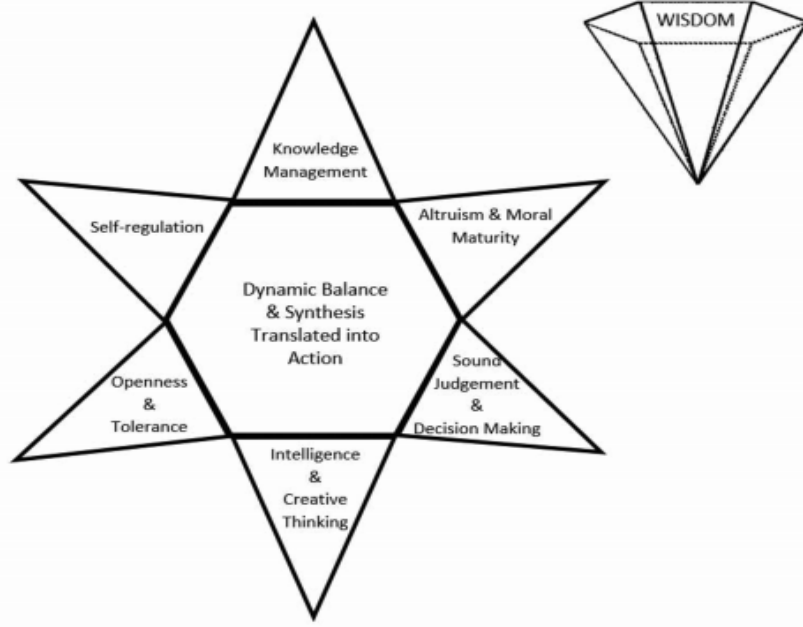 WISDOM
Knowledge
Management
Self-regulation
Altruism & Moral
Maturity
Dynamic Balance
& Synthesis
Translated into
Action
Openness
&
Tolerance
Sound
Judgement
&
Decision Making
Intelligence
&
Creative
Thinking